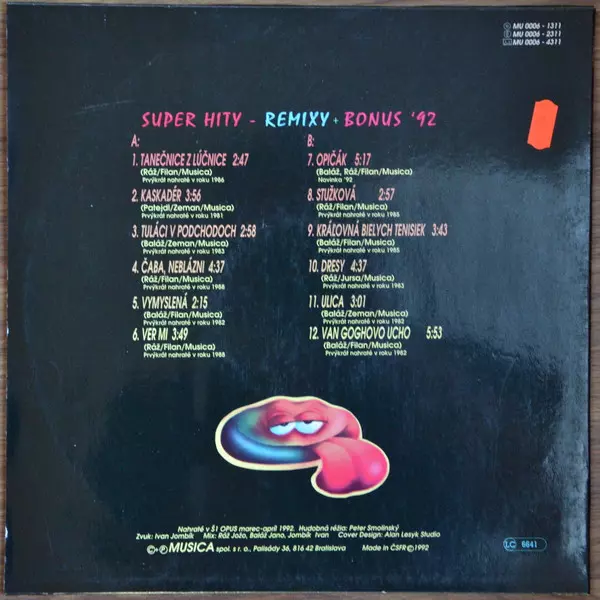 MU 0006 - 1311
MU 0006 - 2311
MU 0006 - 4311
SUPER HITY - REMIXY + BONUS '92
A:
1. TANEČNICE Z LÚČNICE 2:47
(Ráž/Filan/Musica)
Prvýkrát nahraté v roku 1986
2. KASKADÉR 3:56
(Patejdl/Zeman/Musica)
Prvýkrát nahraté v roku 1981
3. TULÁCI V PODCHODOCH 2:58
(Baláž/Zeman/Musica)
Prvýkrát nahraté v roku 1983
4. ČABA, NEBLÁZNI 4:37
(Ráž/Filan/Musica)
Prvýkrát nahraté v roku 1988
5. VYMYSLENÁ 2:15
(Ráž/Filan/Musica)
Prvýkrát nahraté v roku 1982
6. VER MI 3:49
(Ráž/Filan/Musica)
Prvýkrát nahraté v roku 1988
B:
7. OPIČÁK 5:17
(Baláž, Ráž/Filan/Musica)
Novinka '92
8. STUŽKOVÁ 2:57
(Ráž/Filan/Musica)
Prvýkrát nahraté v roku 1985
9. KRÁĽOVNÁ BIELYCH TENISIEK 3:43
(Baláž/Filan/Musica)
Prvýkrát nahraté v roku 1985
10. DRESY 4:37
(Ráž/Jursa/Musica)
Prvýkrát nahraté v roku 1983
11. ULICA 3:01
(Baláž/Filan/Musica)
Prvýkrát nahraté v roku 1982
12. VAN GOGHOVO UCHO 5:53
(Baláž/Filan/Musica)
Prvýkrát nahraté v roku 1982
Nahraté v Š1 OPUS marec-apríl 1992. Hudobná réžia: Peter Smolinský
Zvuk: Ivan Jombík Mix: Ráž Jožo, Baláž Jano, Jombík Ivan Cover Design: Alan Lesyk Studio
©+℗ MUSICA spol. s r. o., Palisády 36, 816 42 Bratislava Made in ČSFR ©1992
LC 6641